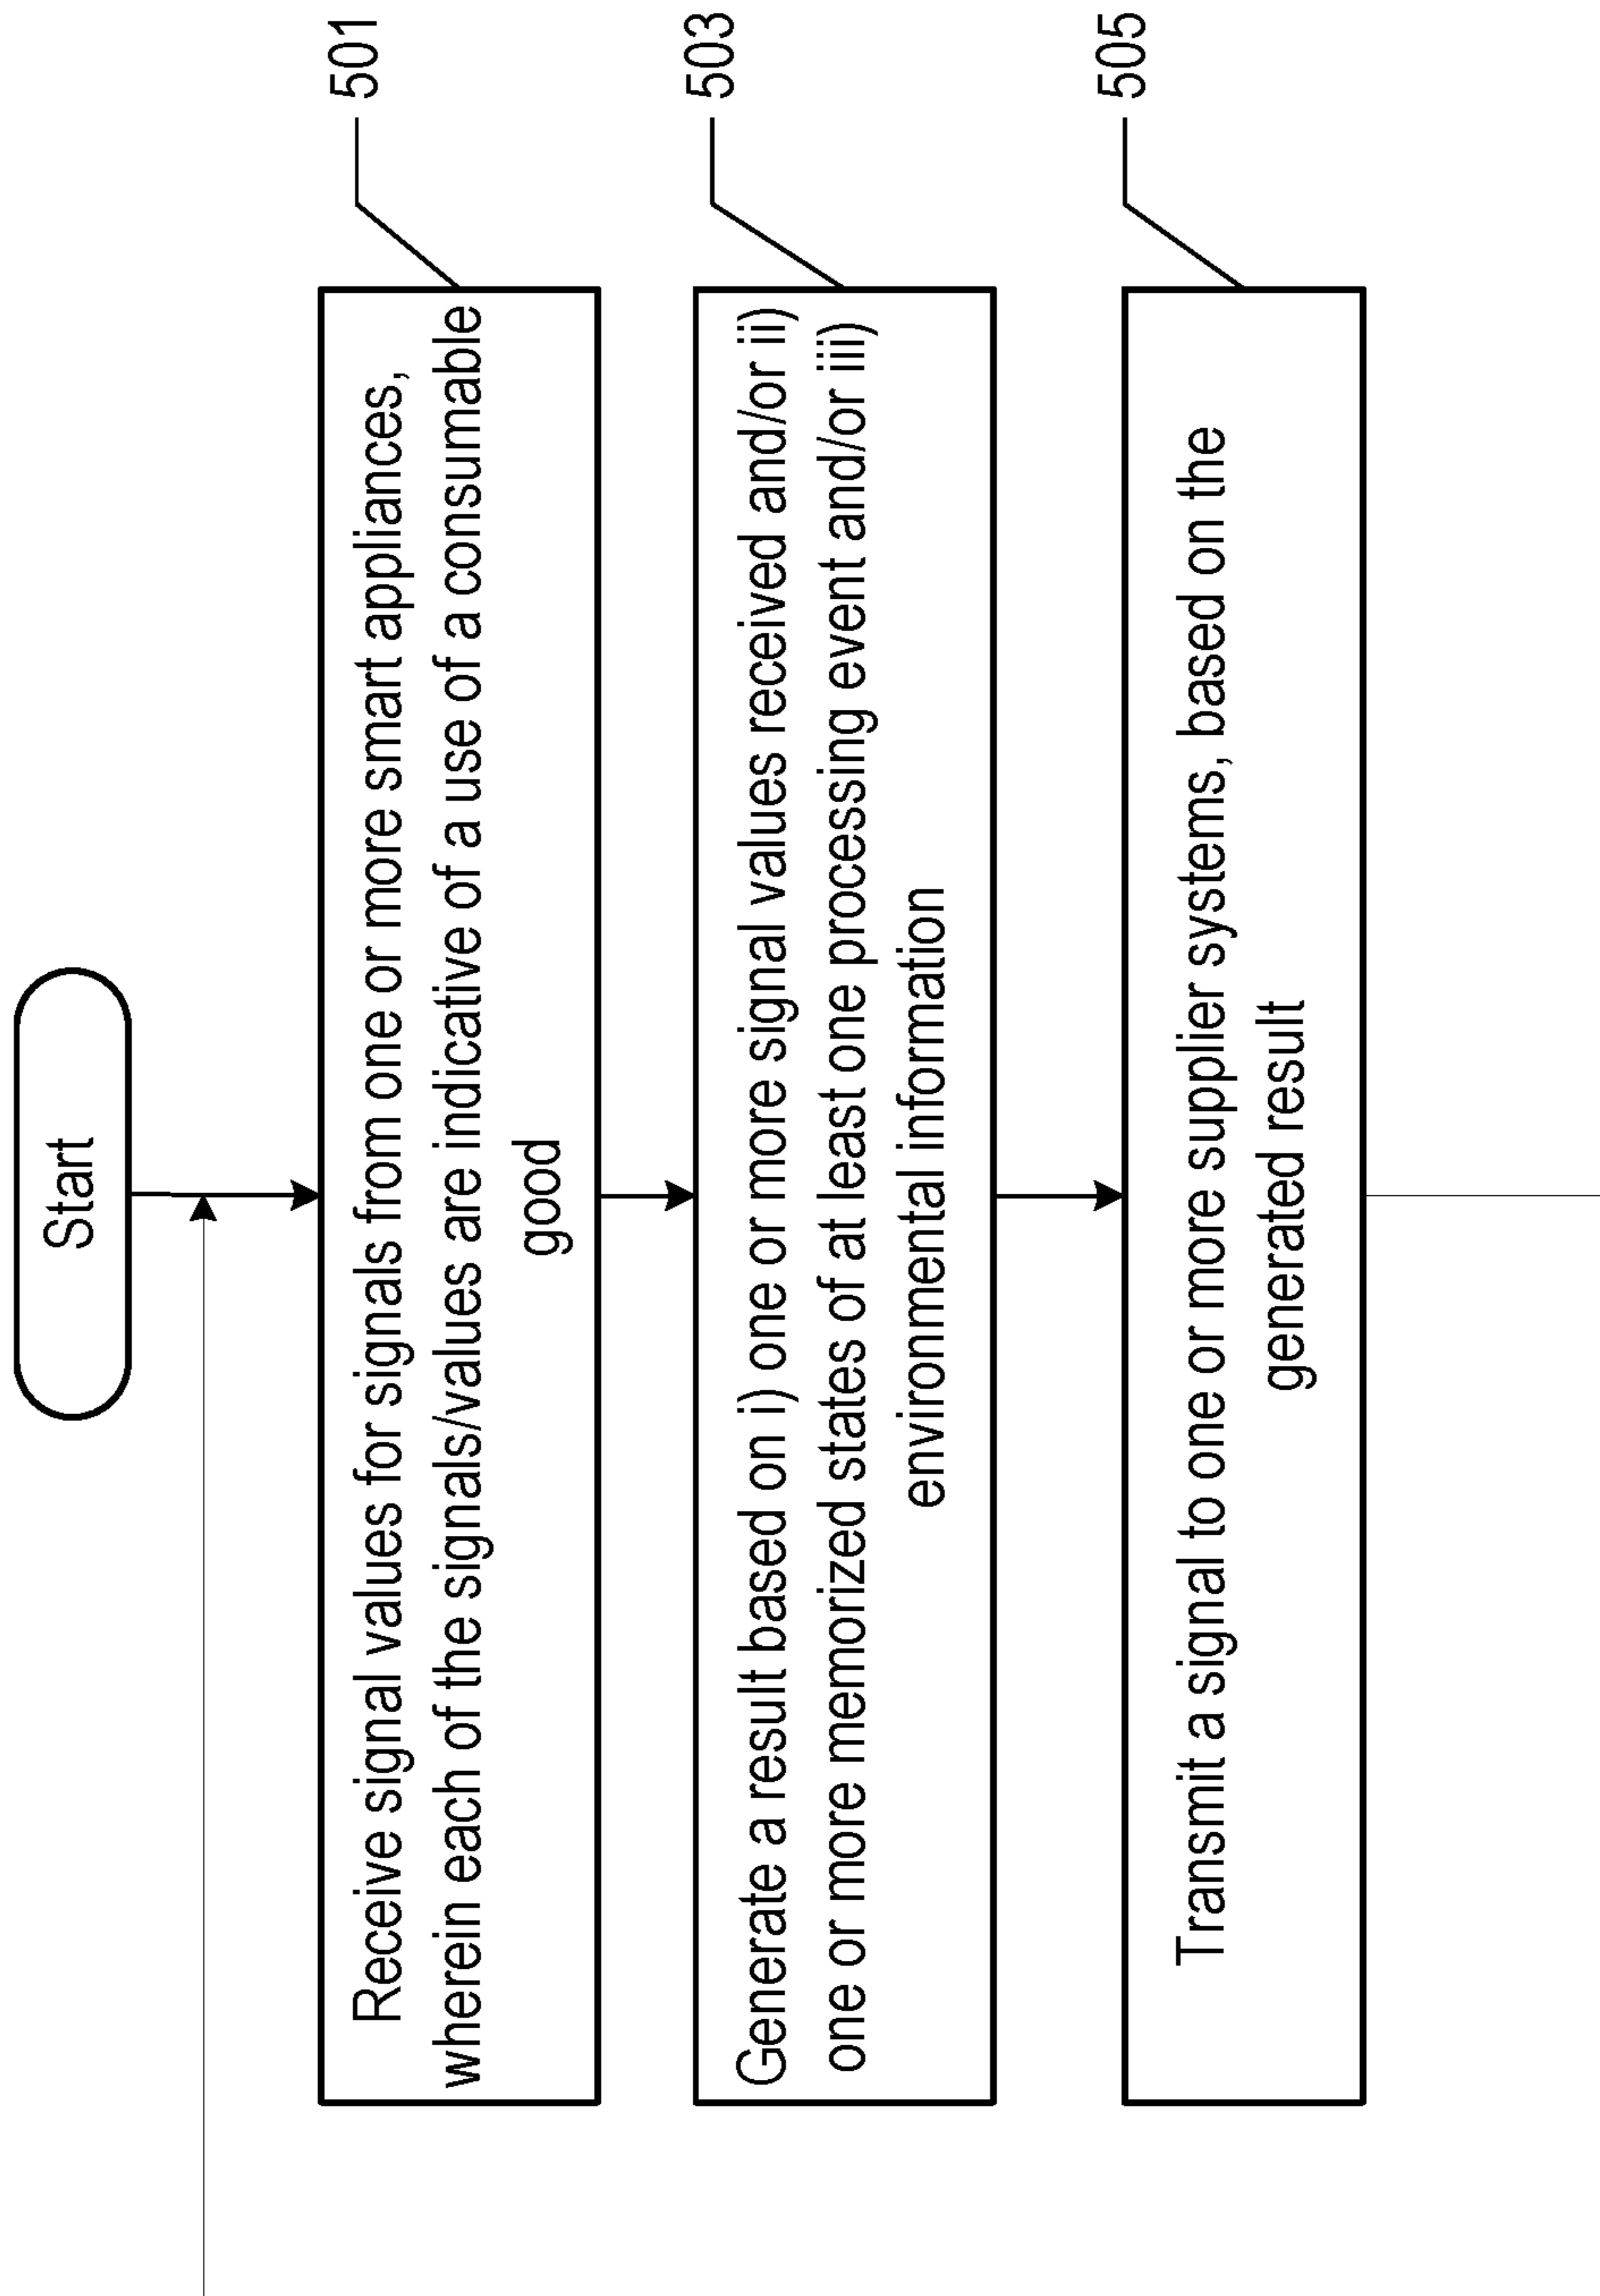 Start
Receive signal values for signals from one or more smart appliances,
wherein each of the signals/values are indicative of a use of a consumable
good
501
Generate a result based on i) one or more signal values received and/or ii)
one or more memorized states of at least one processing event and/or iii)
environmental information
503
Transmit a signal to one or more supplier systems, based on the
generated result
505